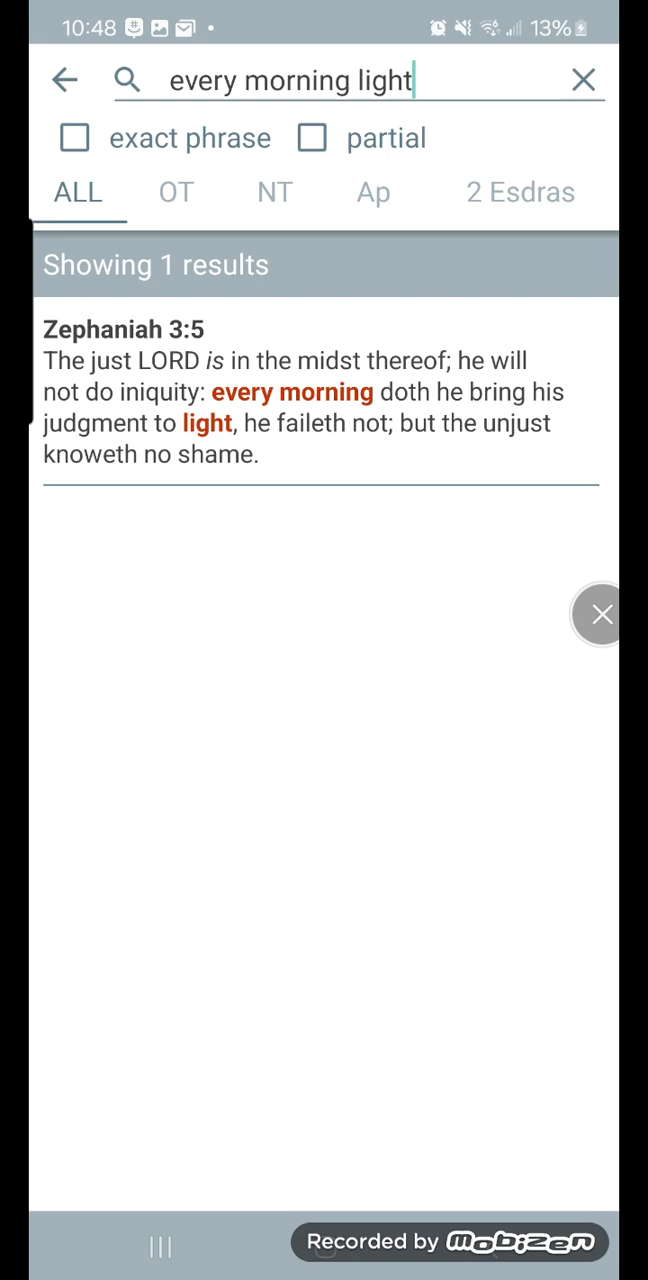 10:48
13%
every morning light
exact phrase partial
ALL OT NT Ap 2 Esdras
Showing 1 results
Zephaniah 3:5
The just LORD is in the midst thereof; he will
not do iniquity: every morning doth he bring his
judgment to light, he faileth not; but the unjust
knoweth no shame.
Recorded by mobizen